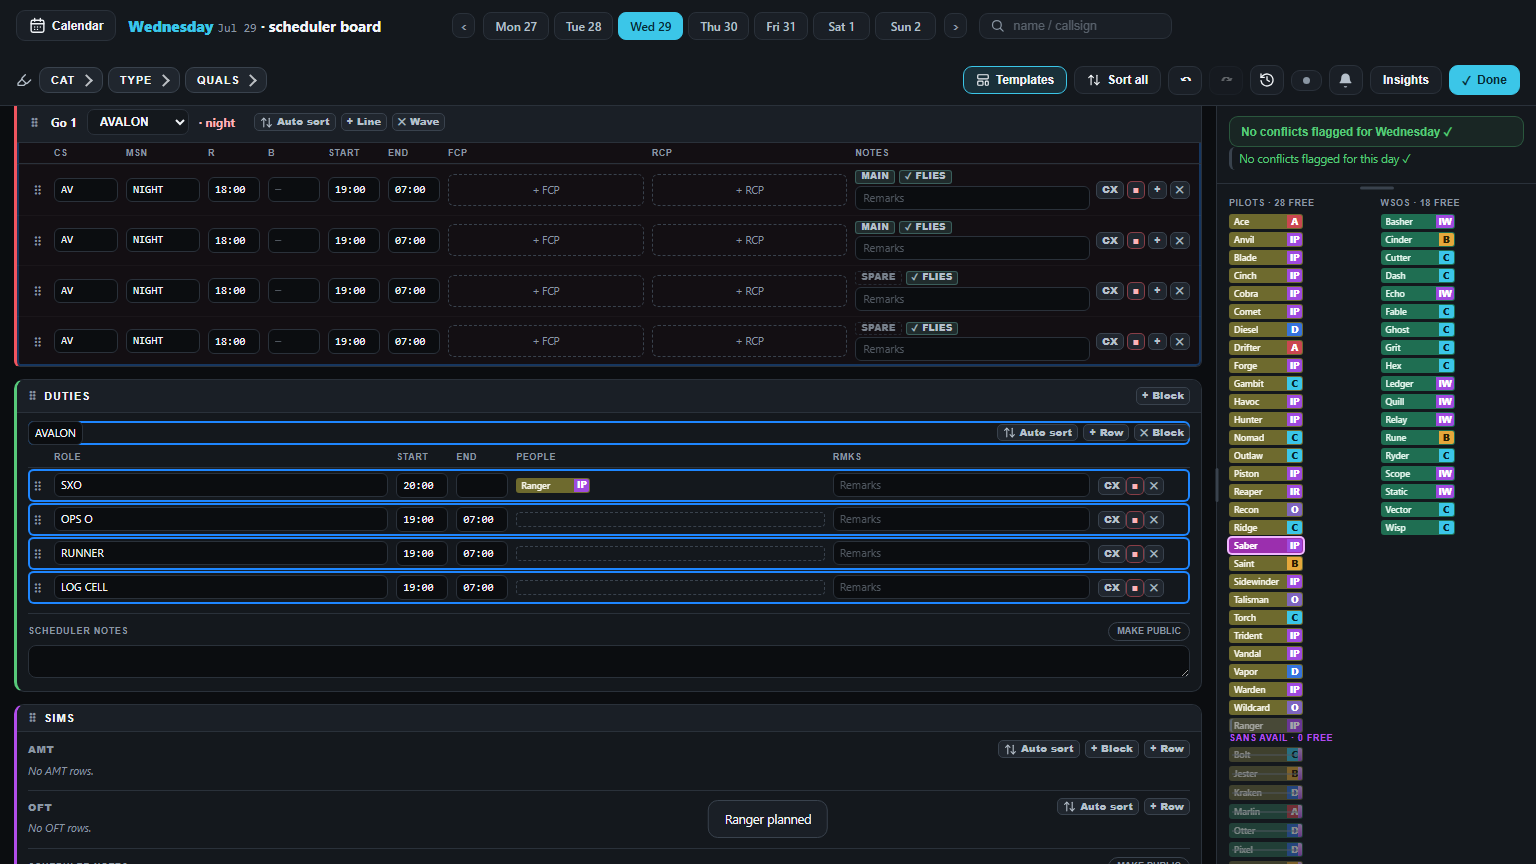 Calendar
Wednesday Jul 29 · scheduler board
‹ Mon 27 Tue 28 Wed 29 Thu 30 Fri 31 Sat 1 Sun 2 ›
name / callsign
CAT TYPE QUALS
Templates Sort all Insights ✓ Done
Go 1 AVALON · night Auto sort + Line ✕ Wave
CS MSN R B START END FCP RCP NOTES
AV NIGHT 18:00 – 19:00 07:00 + FCP + RCP MAIN ✓ FLIES Remarks CX + ✕
AV NIGHT 18:00 – 19:00 07:00 + FCP + RCP MAIN ✓ FLIES Remarks CX + ✕
AV NIGHT 18:00 – 19:00 07:00 + FCP + RCP SPARE ✓ FLIES Remarks CX + ✕
AV NIGHT 18:00 – 19:00 07:00 + FCP + RCP SPARE ✓ FLIES Remarks CX + ✕
DUTIES + Block
AVALON Auto sort + Row ✕ Block
ROLE START END PEOPLE RMKS
SXO 20:00 Ranger IP Remarks CX ✕
OPS O 19:00 07:00 Remarks CX ✕
RUNNER 19:00 07:00 Remarks CX ✕
LOG CELL 19:00 07:00 Remarks CX ✕
SCHEDULER NOTES MAKE PUBLIC
SIMS
AMT Auto sort + Block + Row
No AMT rows.
OFT Auto sort + Row
No OFT rows.
Ranger planned
SCHEDULER NOTES MAKE PUBLIC
No conflicts flagged for Wednesday ✓
No conflicts flagged for this day ✓
PILOTS · 28 FREE
Ace A
Anvil IP
Blade IP
Cinch IP
Cobra IP
Comet IP
Diesel D
Drifter A
Forge IP
Gambit C
Havoc IP
Hunter IP
Nomad C
Outlaw C
Piston IP
Reaper IR
Recon O
Ridge C
Saber IP
Saint B
Sidewinder IP
Talisman O
Torch C
Trident IP
Vandal IP
Vapor D
Warden IP
Wildcard O
Ranger IP
SANS AVAIL · 0 FREE
Bolt C
Jester B
Kraken D
Marlin A
Otter D
Pixel D
WSOS · 18 FREE
Basher IW
Cinder B
Cutter C
Dash C
Echo IW
Fable C
Ghost C
Grit C
Hex C
Ledger IW
Quill IW
Relay IW
Rune B
Ryder C
Scope IW
Static IW
Vector C
Wisp C